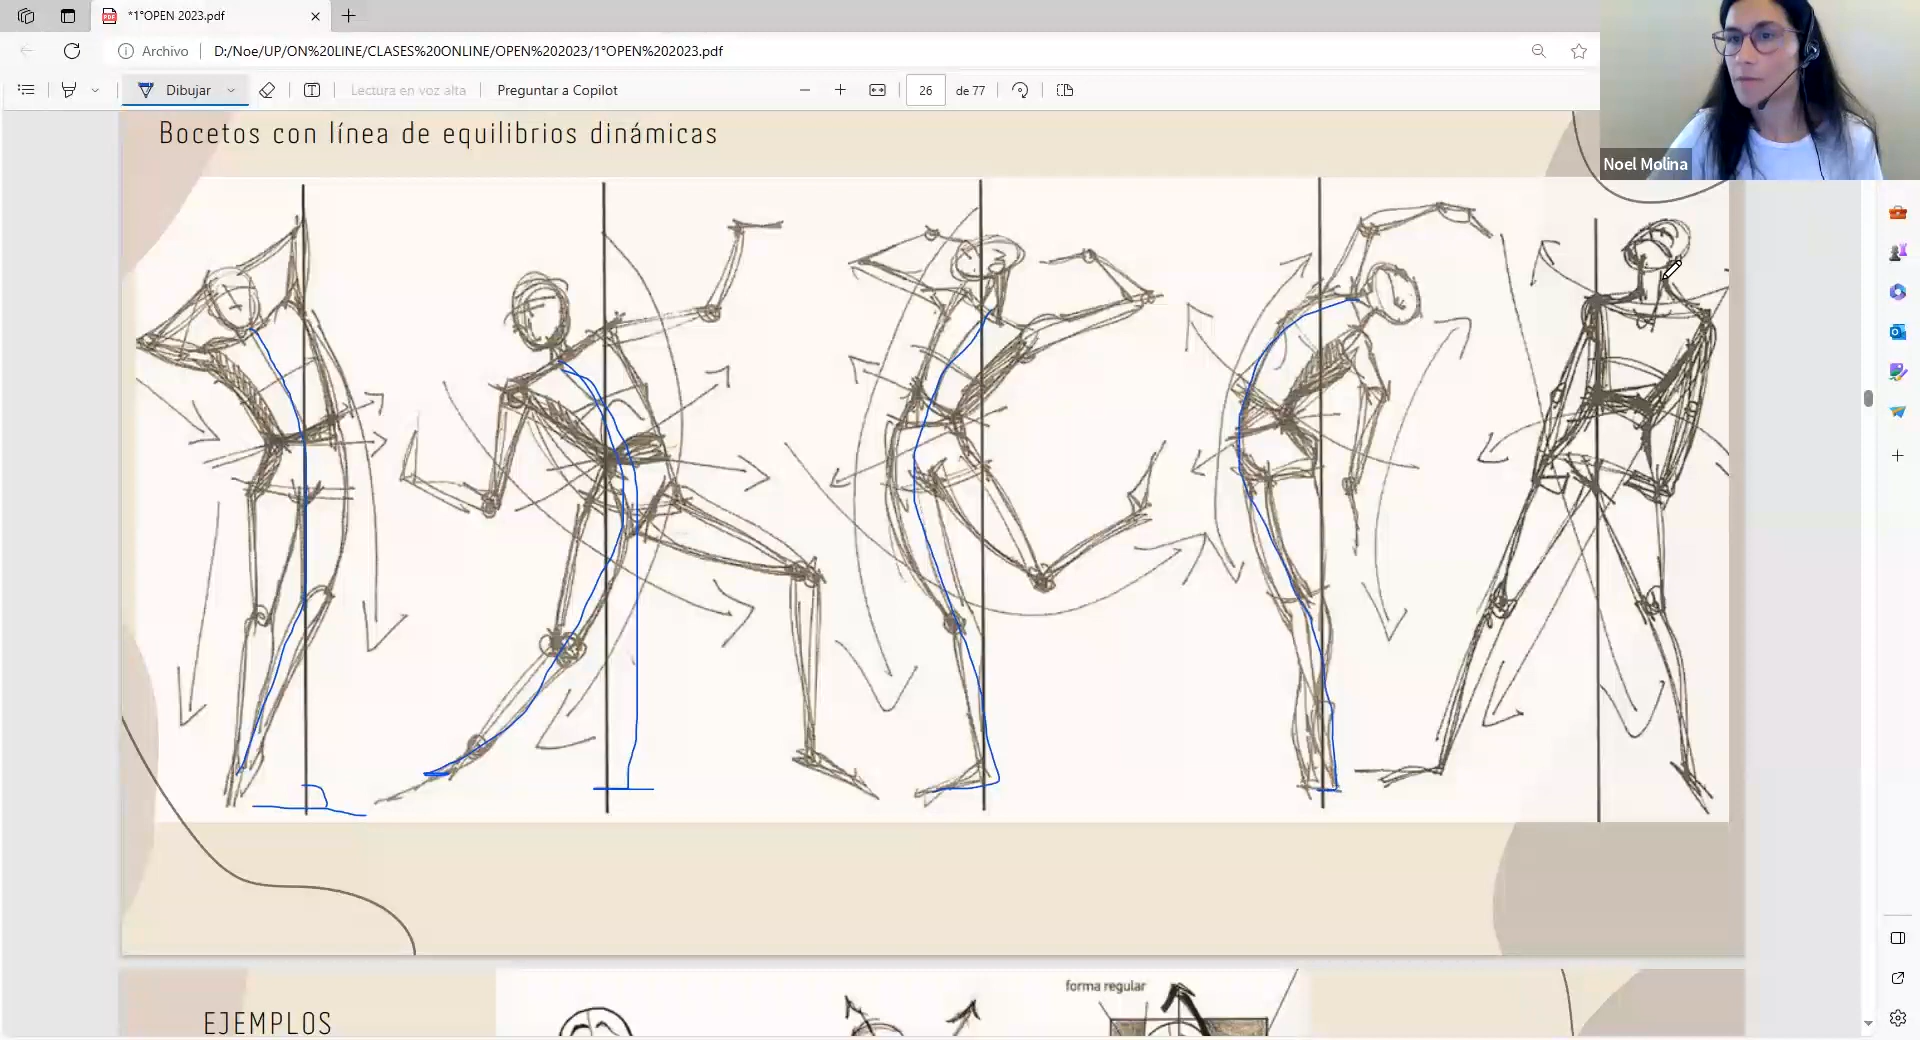 *1°OPEN 2023.pdf
Archivo
D:/Noe/UP/ON%20LINE/CLASES%20ONLINE/OPEN%202023/1°OPEN%202023.pdf
Dibujar
Lectura en voz alta
Preguntar a Copilot
26
de 77
Noel Molina
Bocetos con línea de equilibrios dinámicas
EJEMPLOS
forma regular